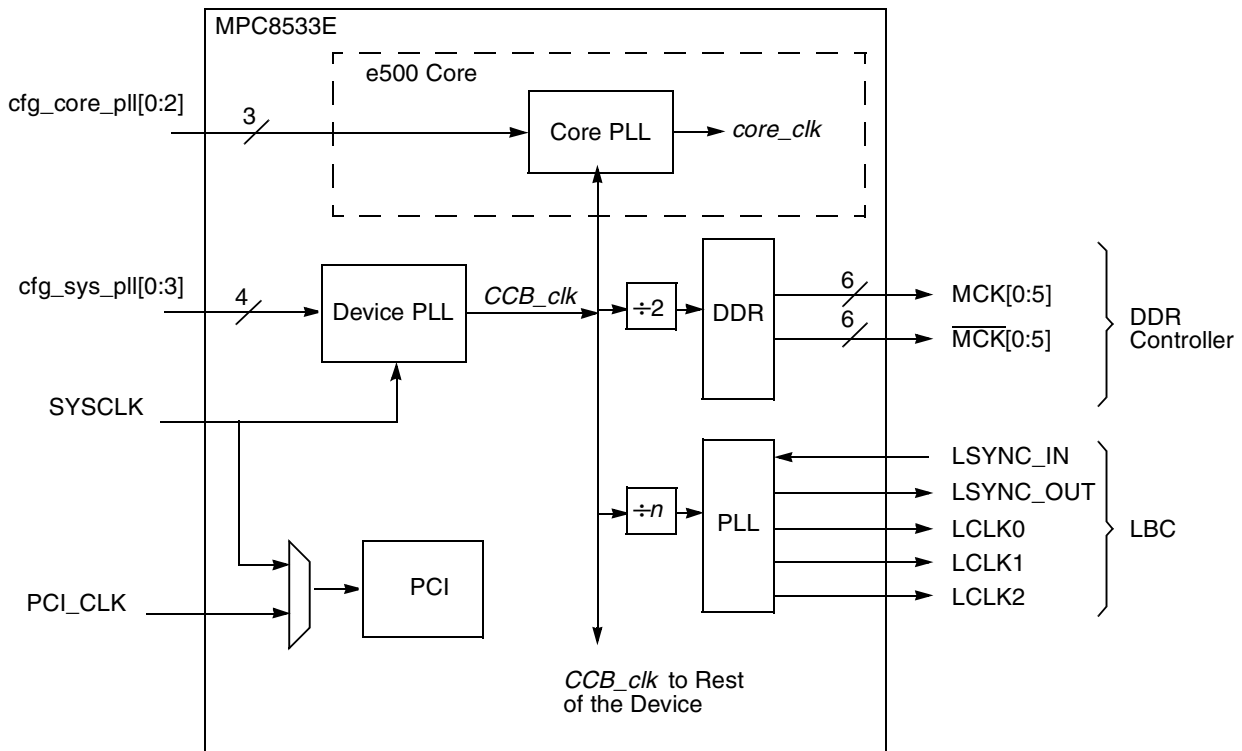 MPC8533E
e500 Core
cfg_core_pll[0:2]
3
Core PLL
core_clk
cfg_sys_pll[0:3]
4
Device PLL
CCB_clk
÷2
DDR
6
MCK[0:5]
6
M̅C̅K̅[0:5]
DDR
Controller
SYSCLK
LSYNC_IN
LSYNC_OUT
÷n
PLL
LCLK0
LBC
LCLK1
LCLK2
PCI
PCI_CLK
CCB_clk to Rest
of the Device